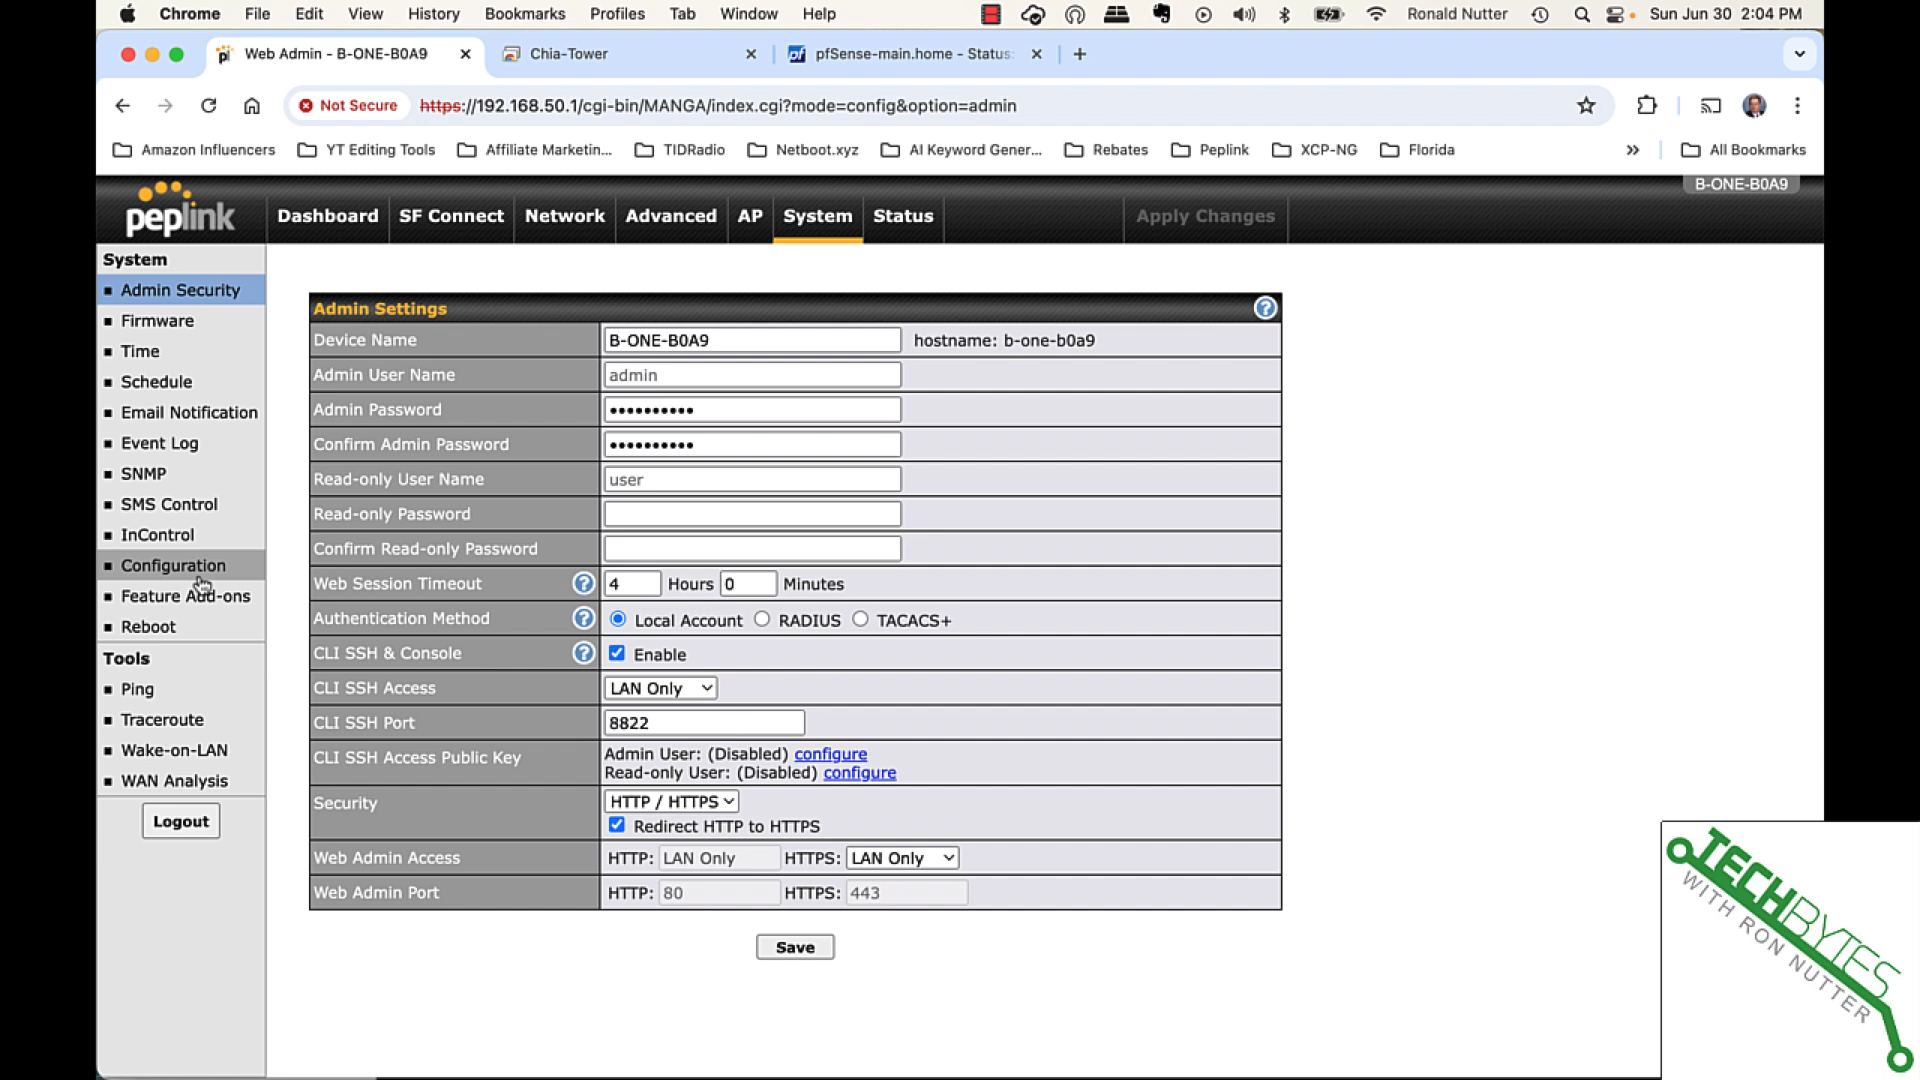 Chrome File Edit View History Bookmarks Profiles Tab Window Help Ronald Nutter Sun Jun 30 2:04 PM
Web Admin - B-ONE-B0A9 Chia-Tower pfSense-main.home - Status:
Not Secure https://192.168.50.1/cgi-bin/MANGA/index.cgi?mode=config&option=admin
Amazon Influencers YT Editing Tools Affiliate Marketin... TIDRadio Netboot.xyz AI Keyword Gener... Rebates Peplink XCP-NG Florida » All Bookmarks
B-ONE-B0A9
peplink Dashboard SF Connect Network Advanced AP System Status Apply Changes
System
Admin Security
Firmware
Time
Schedule
Email Notification
Event Log
SNMP
SMS Control
InControl
Configuration
Feature Add-ons
Reboot
Tools
Ping
Traceroute
Wake-on-LAN
WAN Analysis
Logout
Admin Settings
Device Name B-ONE-B0A9 hostname: b-one-b0a9
Admin User Name admin
Admin Password ••••••••••
Confirm Admin Password ••••••••••
Read-only User Name user
Read-only Password
Confirm Read-only Password
Web Session Timeout 4 Hours 0 Minutes
Authentication Method Local Account RADIUS TACACS+
CLI SSH & Console Enable
CLI SSH Access LAN Only
CLI SSH Port 8822
CLI SSH Access Public Key Admin User: (Disabled) configure
Read-only User: (Disabled) configure
Security HTTP / HTTPS
Redirect HTTP to HTTPS
Web Admin Access HTTP: LAN Only HTTPS: LAN Only
Web Admin Port HTTP: 80 HTTPS: 443
Save
TECHBYTES
WITH RON NUTTER